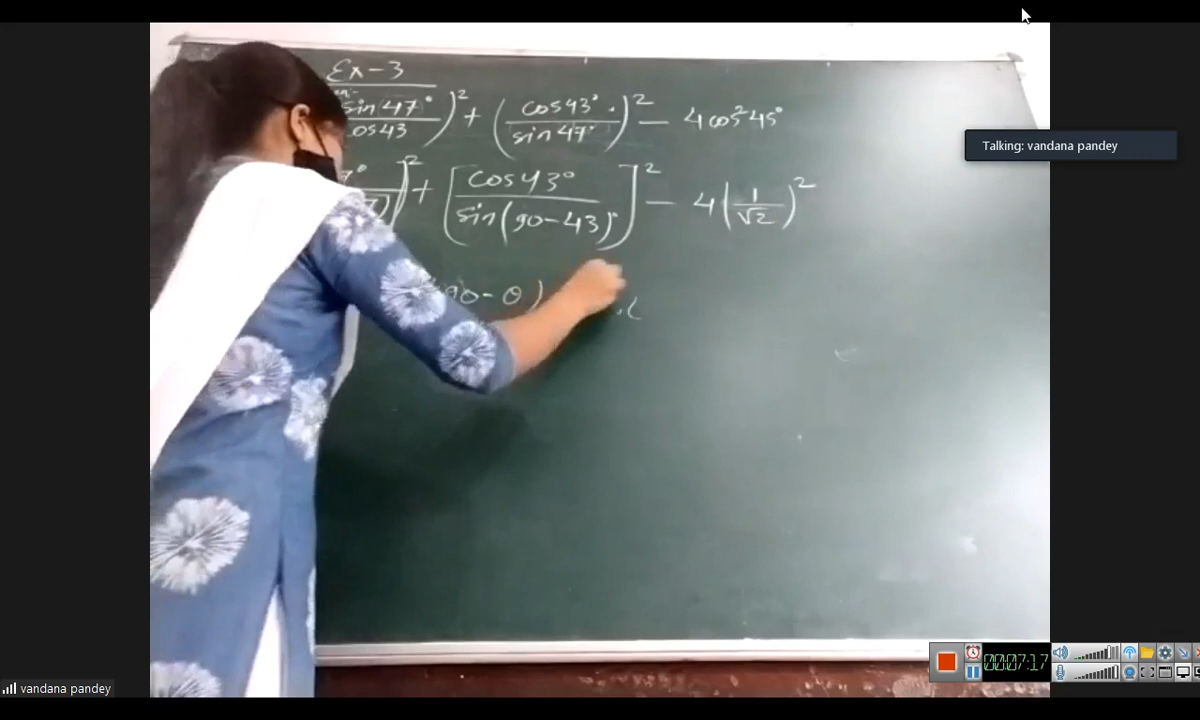 Ex-3
sin 47°)² + (cos 43° / sin 47°)² - 4 cos² 45°
cos 43
)² + [cos 43° / sin(90-43)°]² - 4(1/√2)²
90-θ)
Talking: vandana pandey
00:07:17
vandana pandey